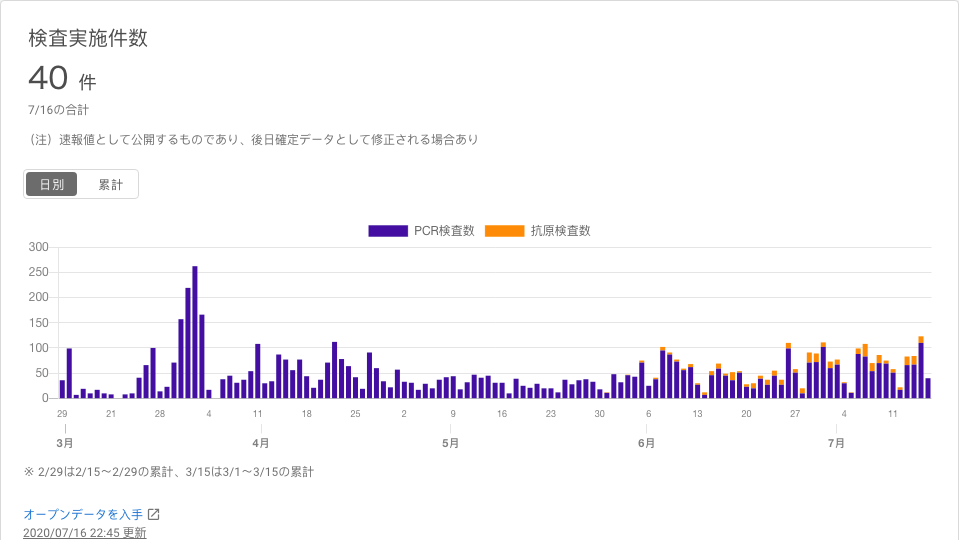 検査実施件数
40 件
7/16の合計
（注）速報値として公開するものであり、後日確定データとして修正される場合あり
日別 累計
PCR検査数 抗原検査数
300
250
200
150
100
50
0
29 21 28 4 11 18 25 2 9 16 23 30 6 13 20 27 4 11
3月 4月 5月 6月 7月
※ 2/29は2/15〜2/29の累計、3/15は3/1〜3/15の累計
オープンデータを入手
2020/07/16 22:45 更新